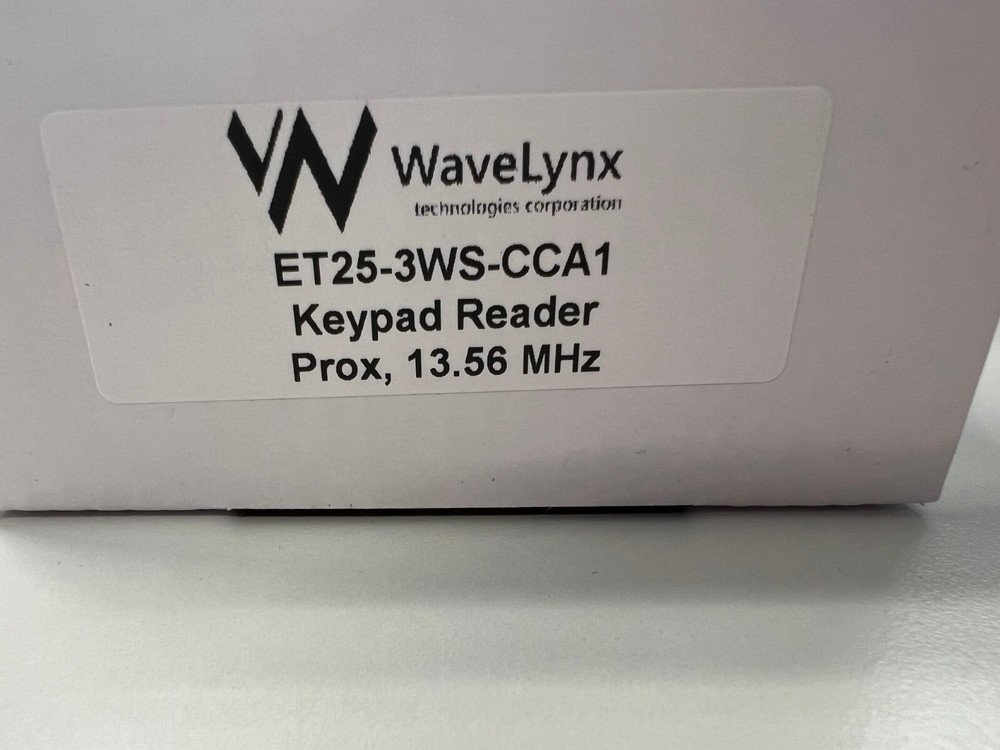 WaveLynx
technologies corporation
ET25-3WS-CCA1
Keypad Reader
Prox, 13.56 MHz